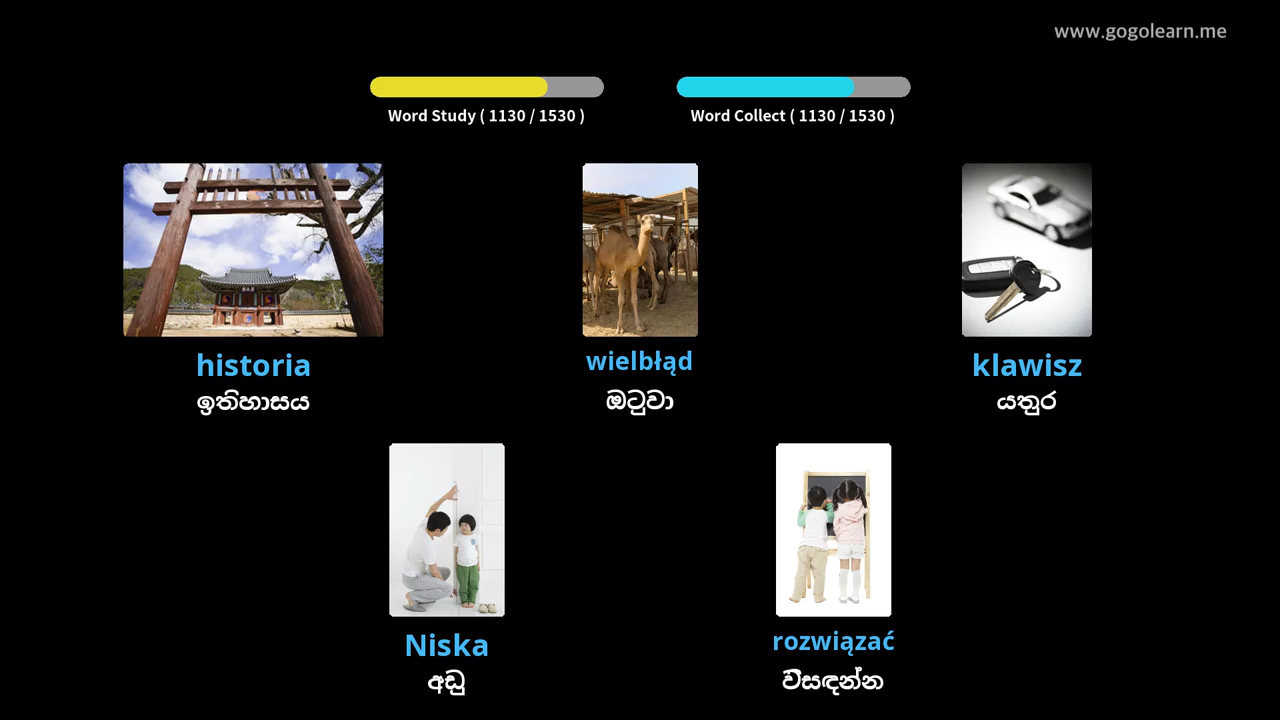 www.gogolearn.me
Word Study ( 1130 / 1530 )
Word Collect ( 1130 / 1530 )
historia
ඉතිහාසය
wielbłąd
ඔටුවා
klawisz
යතුර
Niska
අඩු
rozwiązać
විසඳන්න